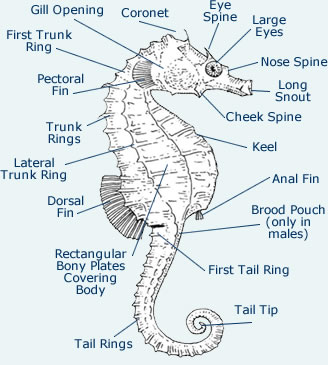 Gill Opening
Coronet
Eye
Spine
Large
Eyes
First Trunk
Ring
Nose Spine
Pectoral
Fin
Long
Snout
Cheek Spine
Trunk
Rings
Keel
Lateral
Trunk Ring
Anal Fin
Dorsal
Fin
Brood Pouch
(only in
males)
Rectangular
Bony Plates
Covering
Body
First Tail Ring
Tail Tip
Tail Rings